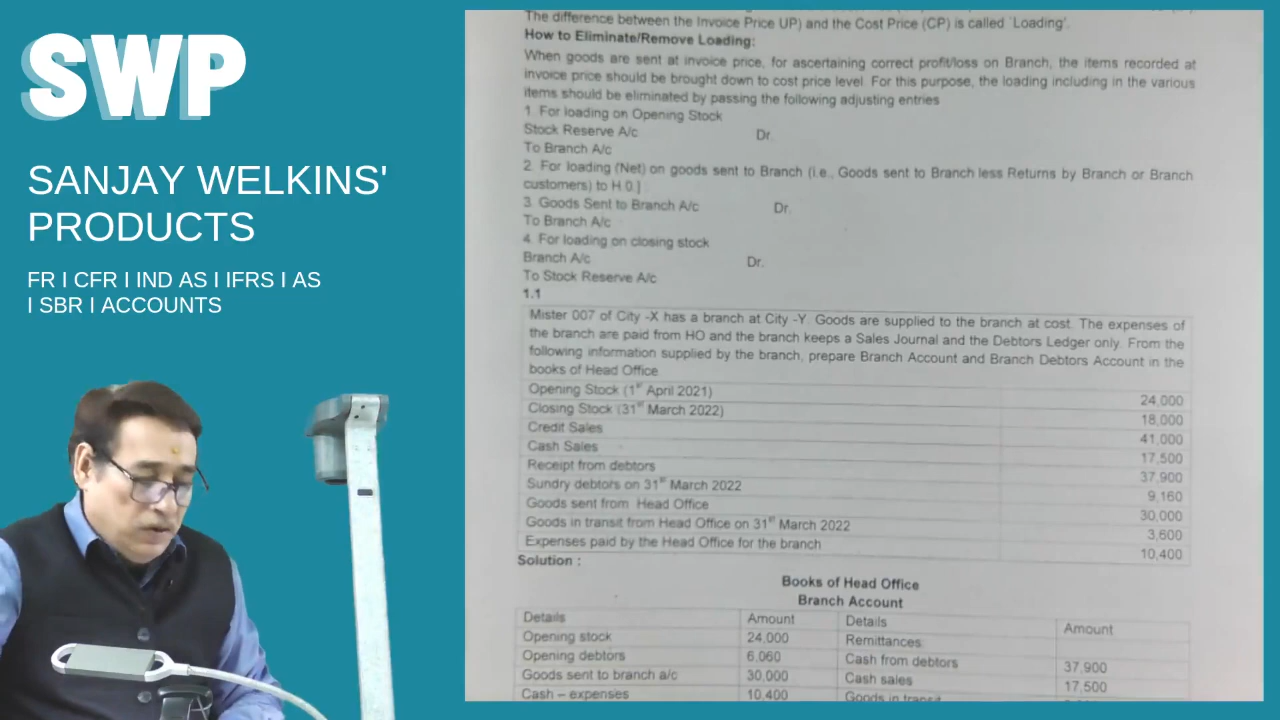 SWP
SANJAY WELKINS'
PRODUCTS
FR I CFR I IND AS I IFRS I AS
I SBR I ACCOUNTS
The difference between the Invoice Price UP) and the Cost Price (CP) is called 'Loading'.
How to Eliminate/Remove Loading:
When goods are sent at invoice price, for ascertaining correct profit/loss on Branch, the items recorded at
invoice price should be brought down to cost price level. For this purpose, the loading including in the various
items should be eliminated by passing the following adjusting entries
1. For loading on Opening Stock
Stock Reserve A/c Dr.
To Branch A/c
2. For loading (Net) on goods sent to Branch (i.e., Goods sent to Branch less Returns by Branch or Branch
customers) to H.0.]
3. Goods Sent to Branch A/c Dr.
To Branch A/c
4. For loading on closing stock
Branch A/c Dr.
To Stock Reserve A/c
1.1
Mister 007 of City -X has a branch at City -Y. Goods are supplied to the branch at cost. The expenses of
the branch are paid from HO and the branch keeps a Sales Journal and the Debtors Ledger only. From the
following information supplied by the branch, prepare Branch Account and Branch Debtors Account in the
books of Head Office
Opening Stock (1st April 2021) 24,000
Closing Stock (31st March 2022) 18,000
Credit Sales 41,000
Cash Sales 17,500
Receipt from debtors 37,900
Sundry debtors on 31st March 2022 9,160
Goods sent from Head Office 30,000
Goods in transit from Head Office on 31st March 2022 3,600
Expenses paid by the Head Office for the branch 10,400
Solution :
Books of Head Office
Branch Account
Details Amount Details Amount
Opening stock 24,000 Remittances:
Opening debtors 6,060 Cash from debtors 37,900
Goods sent to branch a/c 30,000 Cash sales 17,500
Cash – expenses 10,400 Goods in transit